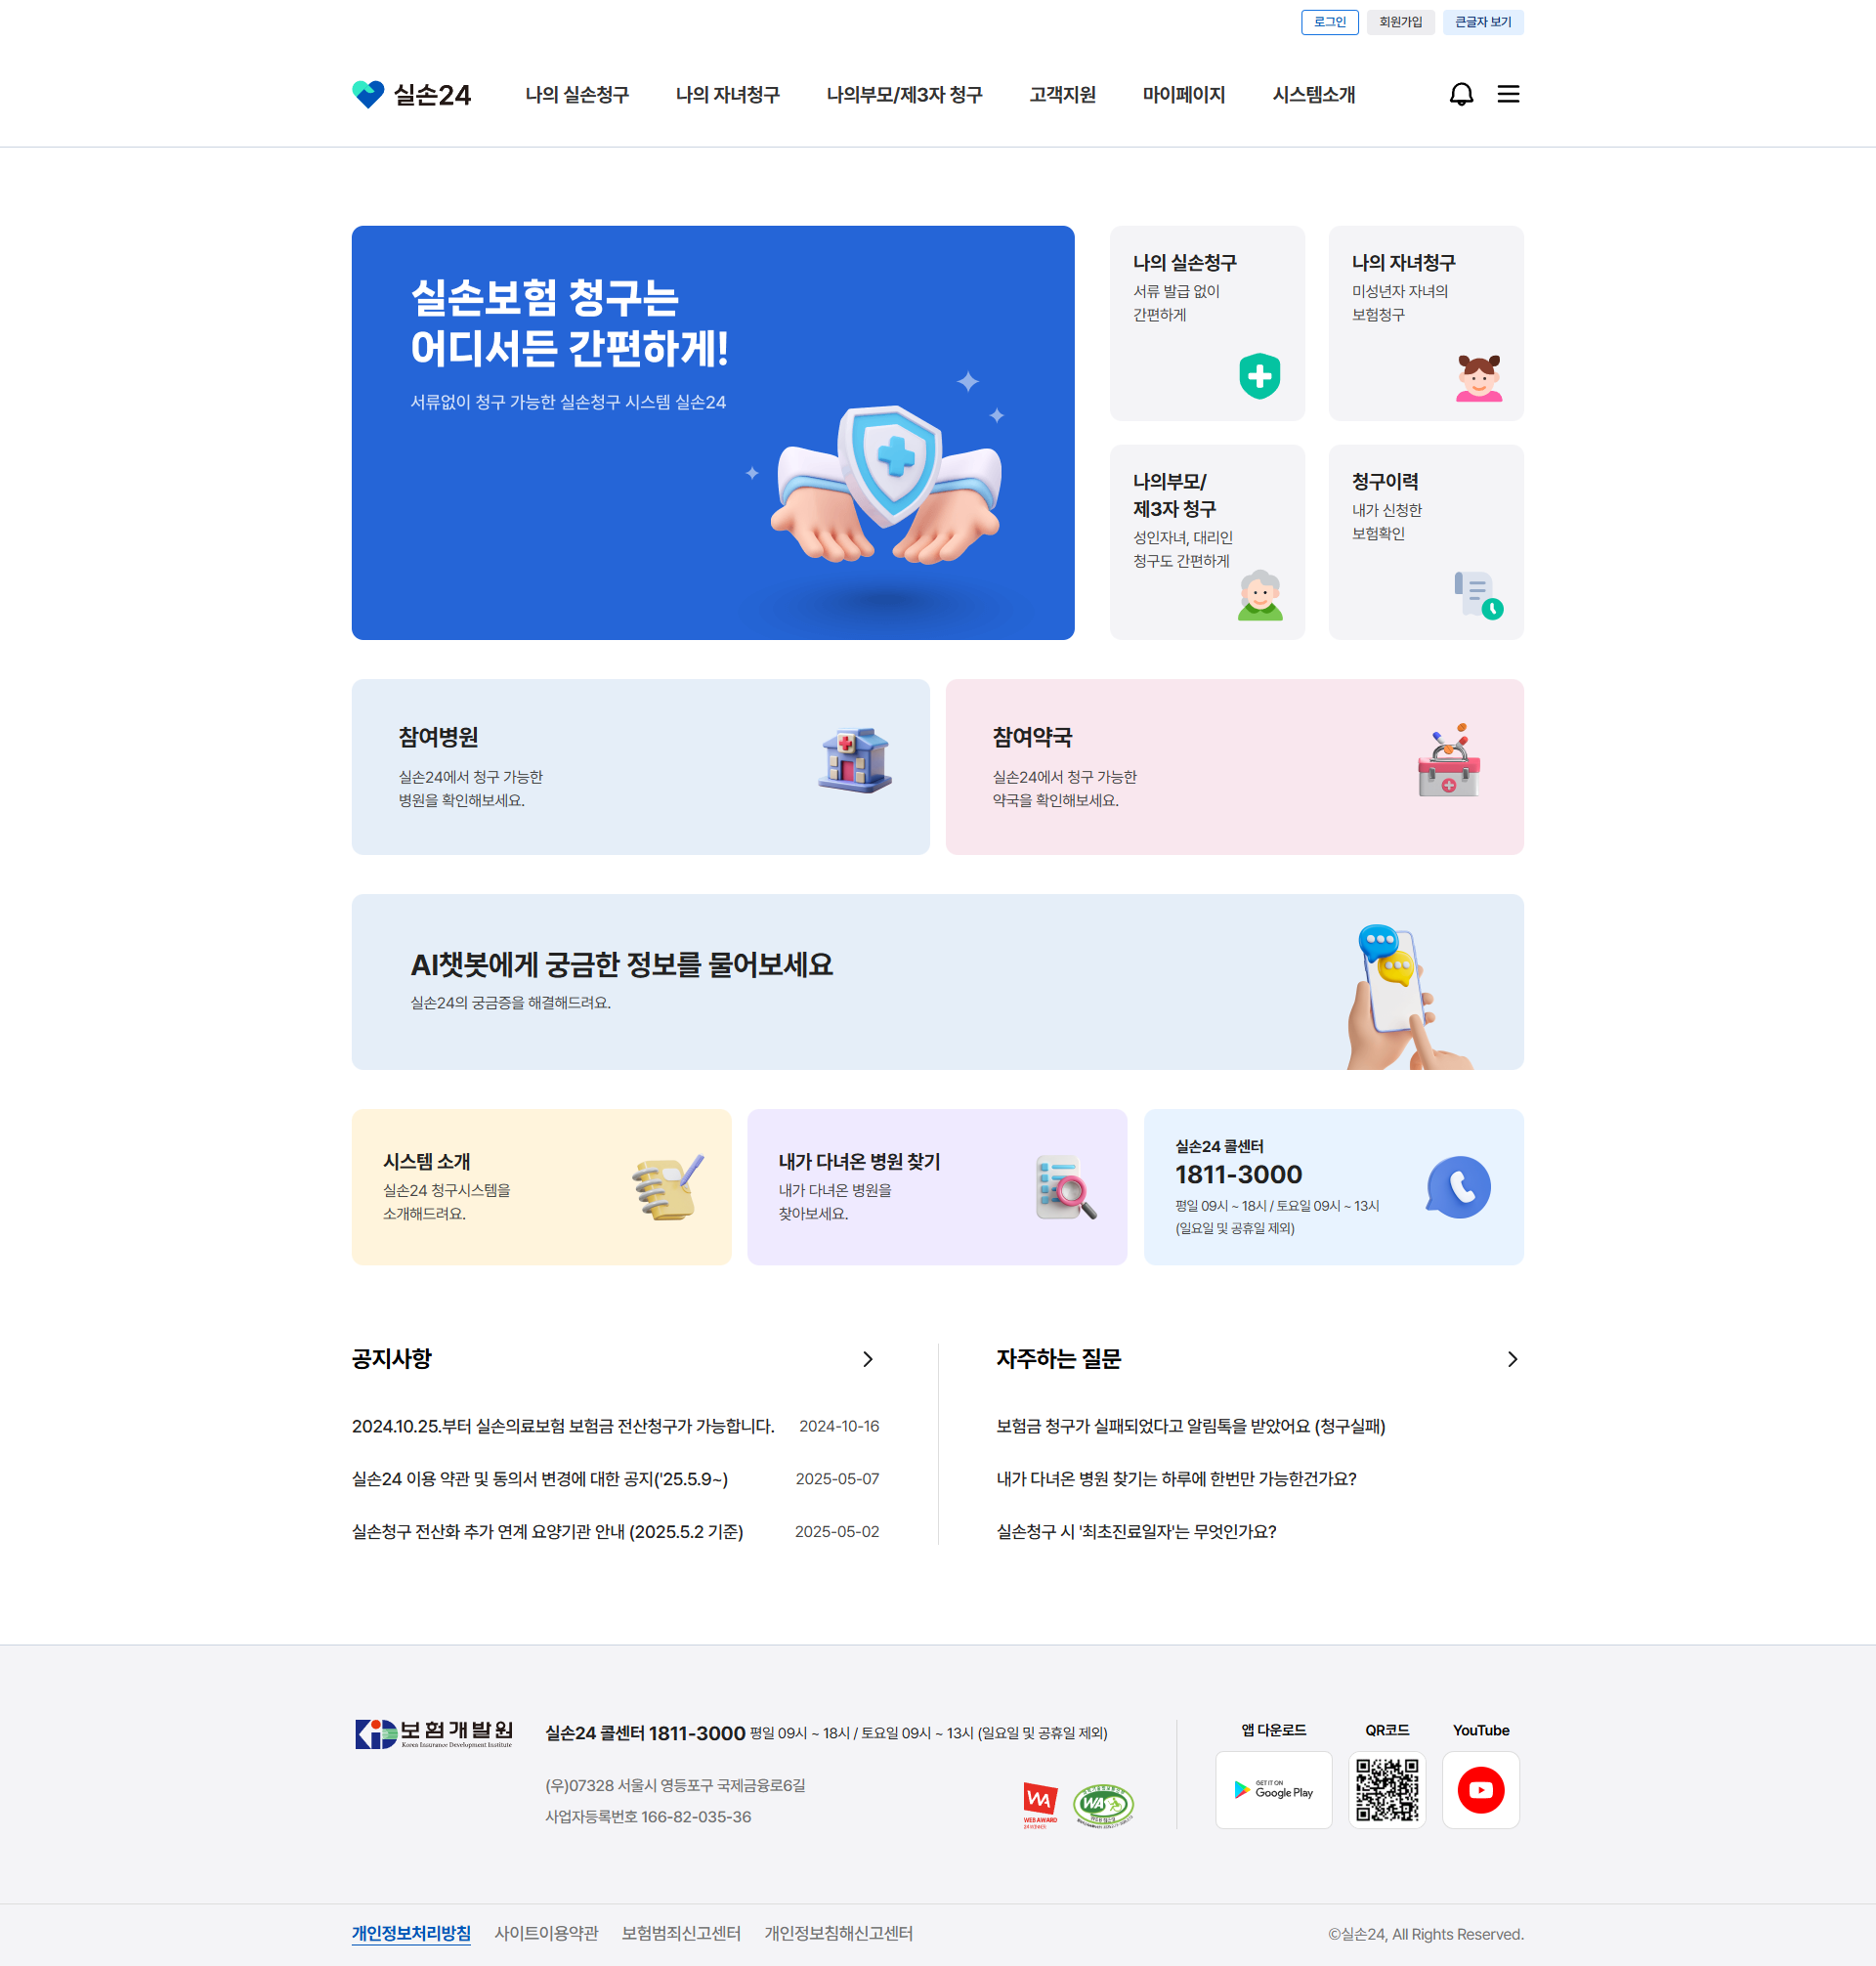 로그인 회원가입 큰글자 보기
실손24 나의 실손청구 나의 자녀청구 나의부모/제3자 청구 고객지원 마이페이지 시스템소개
실손보험 청구는
어디서든 간편하게!
서류없이 청구 가능한 실손청구 시스템 실손24
나의 실손청구
서류 발급 없이
간편하게
나의 자녀청구
미성년자 자녀의
보험청구
나의부모/
제3자 청구
성인자녀, 대리인
청구도 간편하게
청구이력
내가 신청한
보험확인
참여병원
실손24에서 청구 가능한
병원을 확인해보세요.
참여약국
실손24에서 청구 가능한
약국을 확인해보세요.
AI챗봇에게 궁금한 정보를 물어보세요
실손24의 궁금증을 해결해드려요.
시스템 소개
실손24 청구시스템을
소개해드려요.
내가 다녀온 병원 찾기
내가 다녀온 병원을
찾아보세요.
실손24 콜센터
1811-3000
평일 09시 ~ 18시 / 토요일 09시 ~ 13시
(일요일 및 공휴일 제외)
공지사항
2024.10.25.부터 실손의료보험 보험금 전산청구가 가능합니다. 2024-10-16
실손24 이용 약관 및 동의서 변경에 대한 공지('25.5.9~) 2025-05-07
실손청구 전산화 추가 연계 요양기관 안내 (2025.5.2 기준) 2025-05-02
자주하는 질문
보험금 청구가 실패되었다고 알림톡을 받았어요 (청구실패)
내가 다녀온 병원 찾기는 하루에 한번만 가능한건가요?
실손청구 시 '최초진료일자'는 무엇인가요?
KiD 보험개발원
Korea Insurance Development Institute
실손24 콜센터 1811-3000 평일 09시 ~ 18시 / 토요일 09시 ~ 13시 (일요일 및 공휴일 제외)
(우)07328 서울시 영등포구 국제금융로6길
사업자등록번호 166-82-035-36
WA
WEB AWARD
WA
앱 다운로드 QR코드 YouTube
GET IT ON
Google Play
개인정보처리방침 사이트이용약관 보험범죄신고센터 개인정보침해신고센터
©실손24, All Rights Reserved.